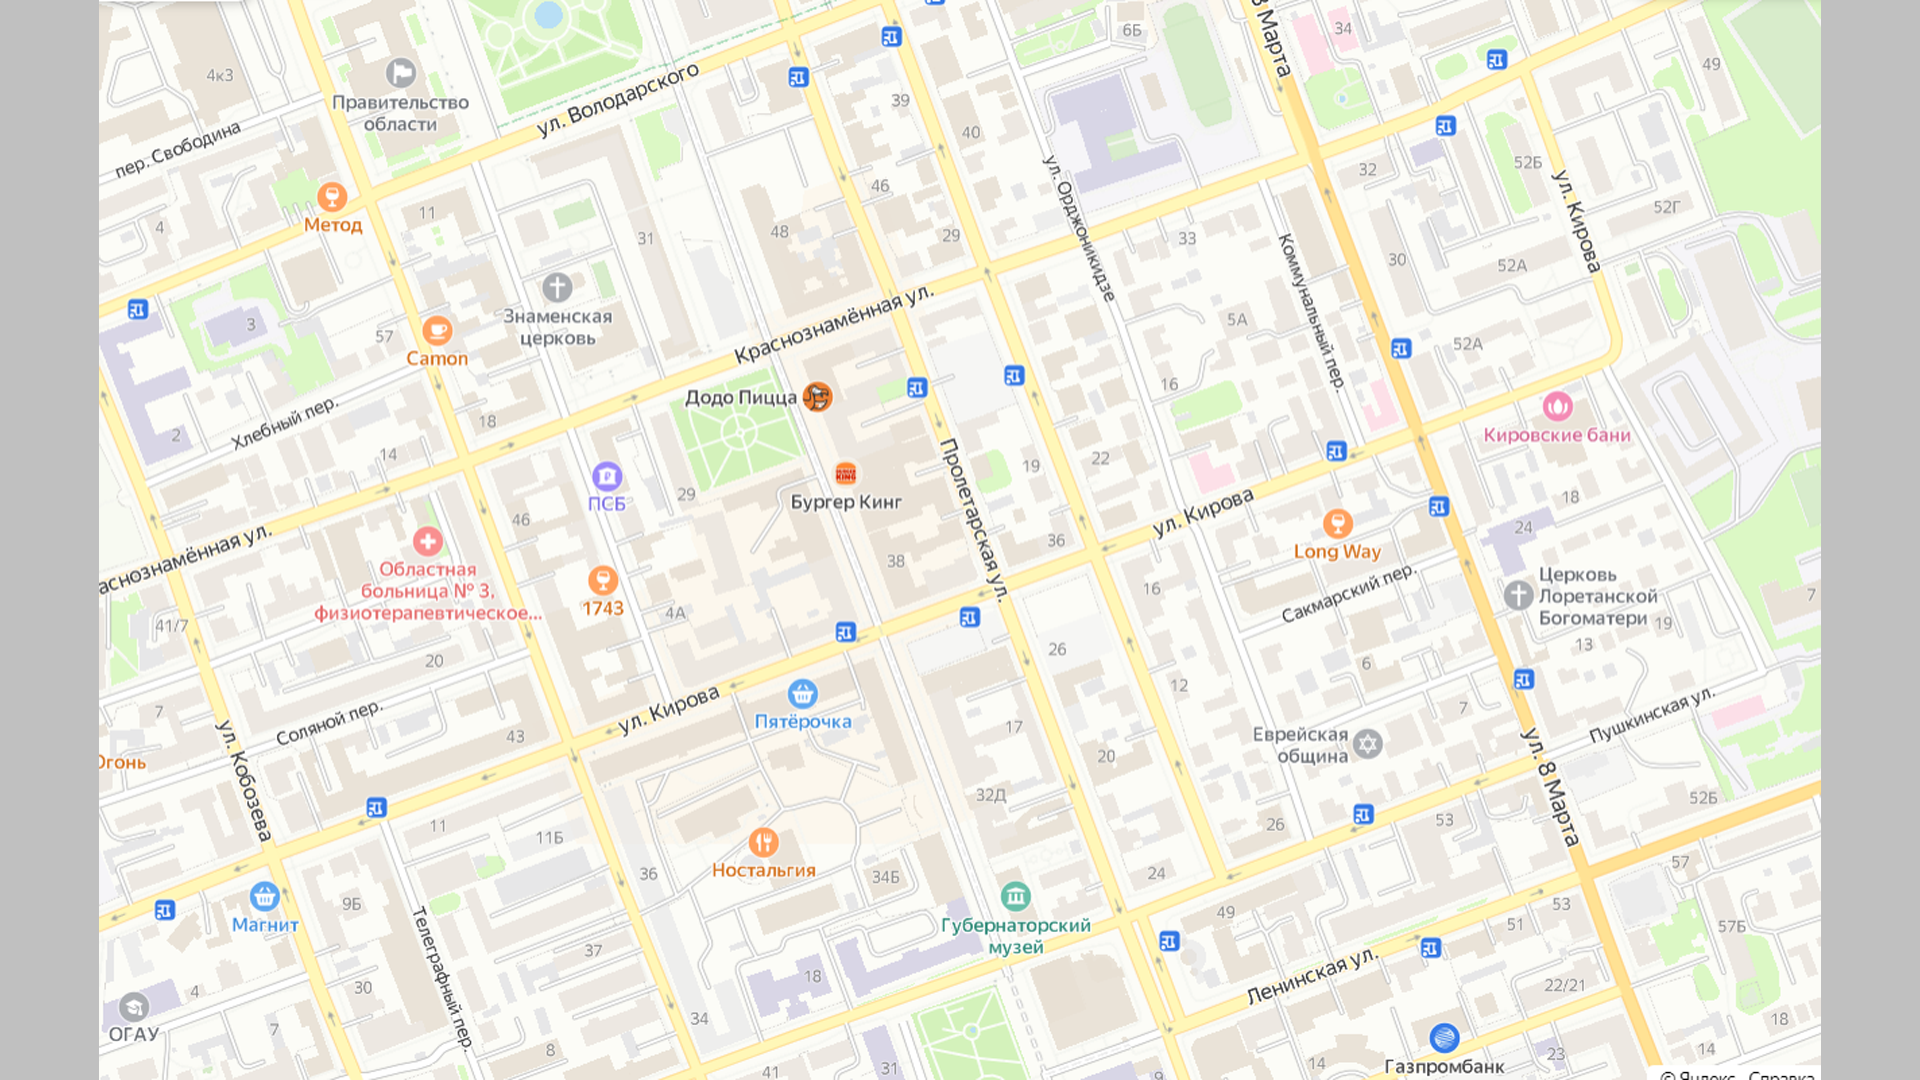 8 Марта
6Б
34
49
4к3
Правительство
области
39
40
ул. Володарского
пер. Свободина
52Б
32
ул. Кирова
46
ул. Орджоникидзе
Метод
11
4
48
31
29
33
52Г
30
52А
Коммунальный пер.
Знаменская
церковь
3
57
Camon
Краснознамённая ул.
5А
52А
Додо Пицца
16
Хлебный пер.
18
2
14
Кировские бани
Пролетарская ул.
22
19
ПСБ
29
Бургер Кинг
ул. Кирова
18
46
24
36
Long Way
аснознамённая ул.
Областная
больница № 3,
физиотерапевтическое...
38
16
Сакмарский пер.
Церковь
Лоретанской
Богоматери
7
1743
4А
41/7
19
13
20
26
6
12
7
7
Соляной пер.
ул. Кирова
Пятёрочка
17
Пушкинская ул.
43
Еврейская
община
20
Огонь
ул. Кобозева
32Д
ул. 8 Марта
52Б
11
11Б
26
53
Ностальгия
36
34Б
24
57
9Б
Магнит
Губернаторский
музей
49
53
51
57Б
Телеграфный пер.
37
18
Ленинская ул.
4
30
22/21
ОГАУ
7
34
18
8
41
31
9
14
Газпромбанк
23
14
© Яндекс Справка